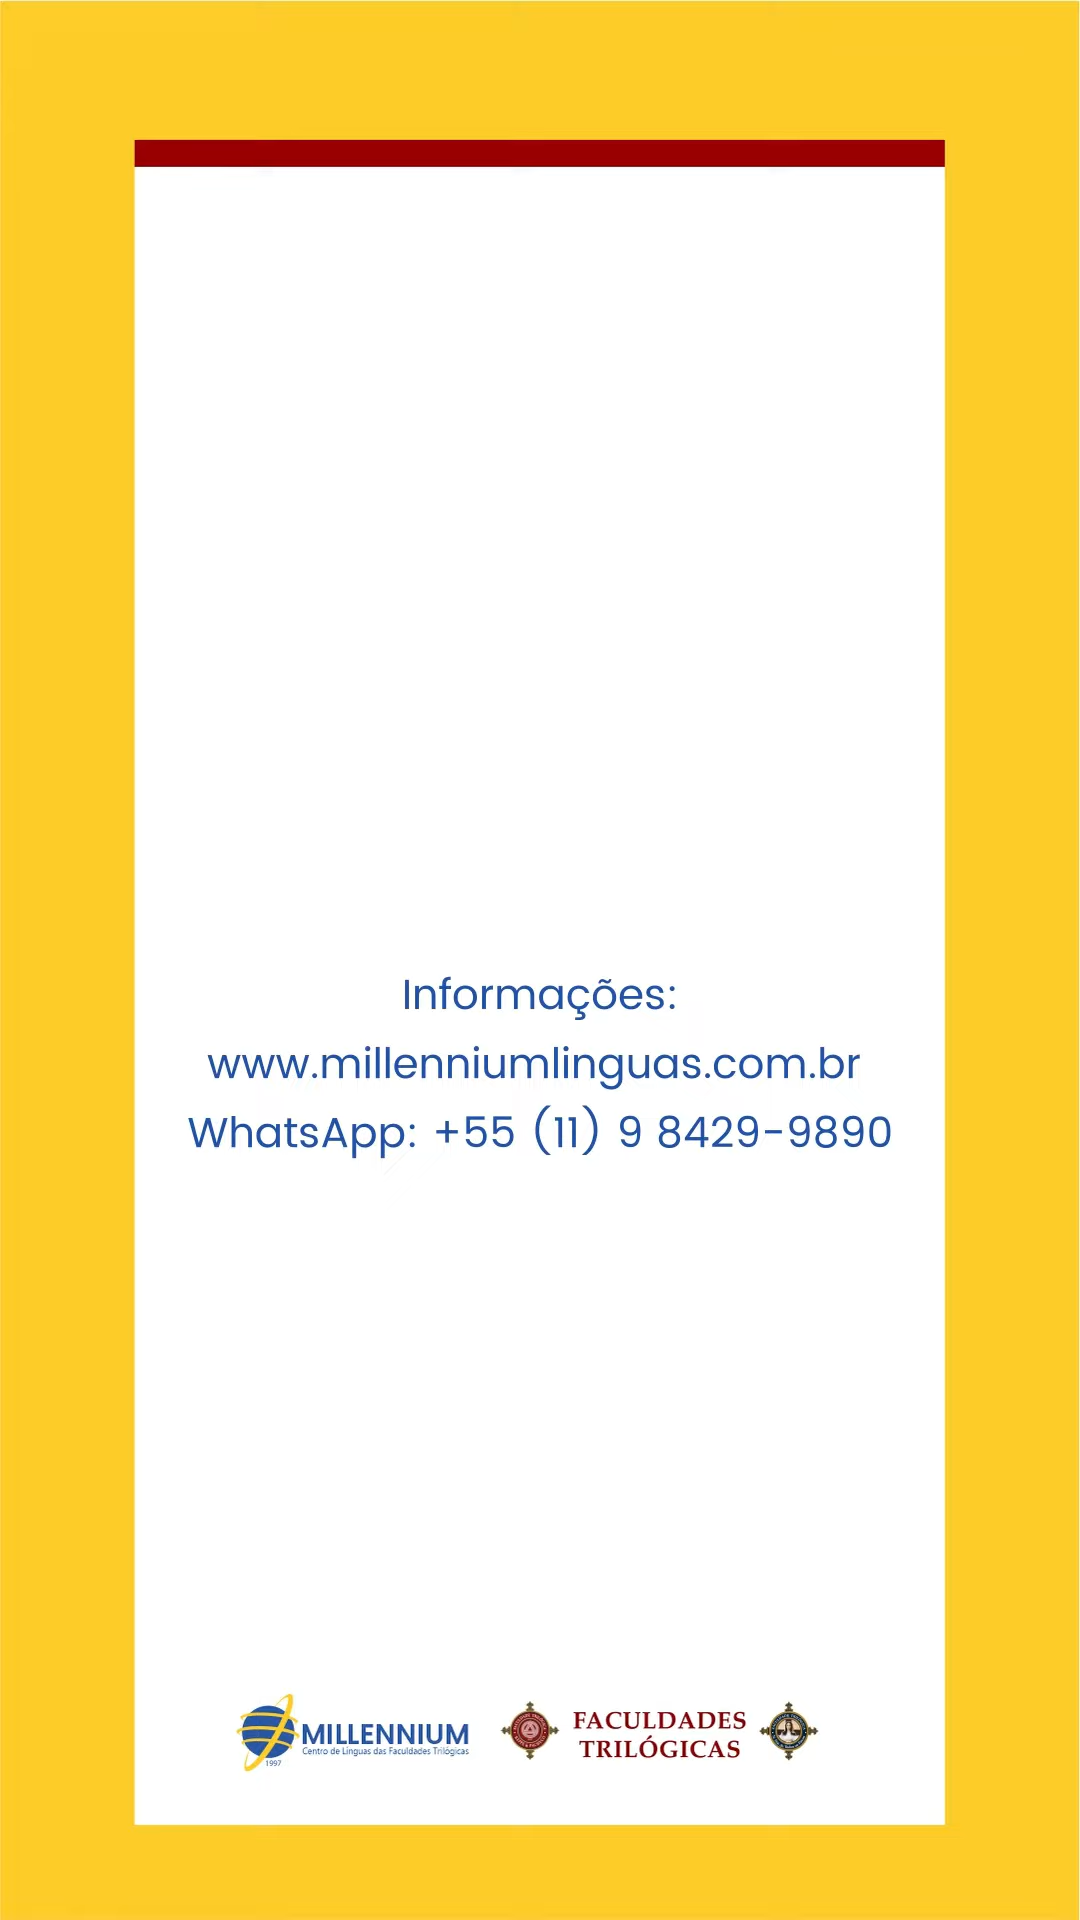 Informações:
www.millenniumlinguas.com.br
WhatsApp: +55 (11) 9 8429-9890
MILLENNIUM
Centro de Línguas das Faculdades Trilógicas
1997
FACULDADES
TRILÓGICAS